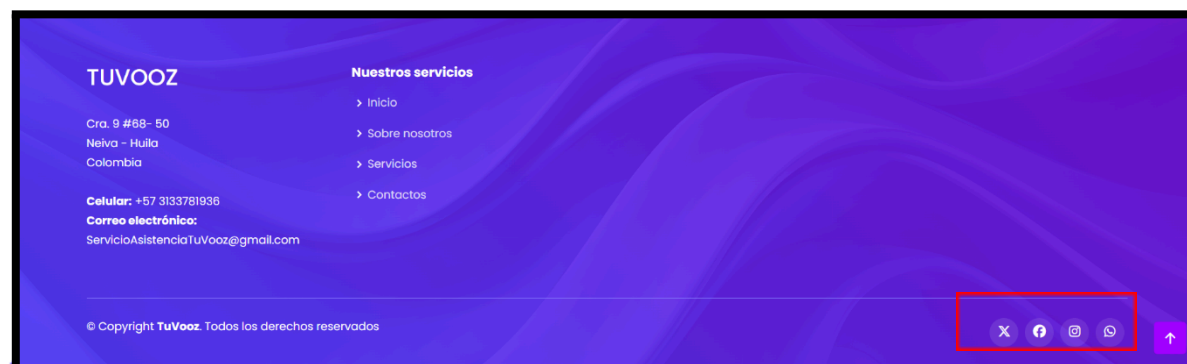 TUVOOZ
Cra. 9 #68- 50
Neiva - Huila
Colombia
Celular: +57 3133781936
Correo electrónico:
ServicioAsistenciaTuVooz@gmail.com
Nuestros servicios
Inicio
Sobre nosotros
Servicios
Contactos
© Copyright TuVooz. Todos los derechos reservados